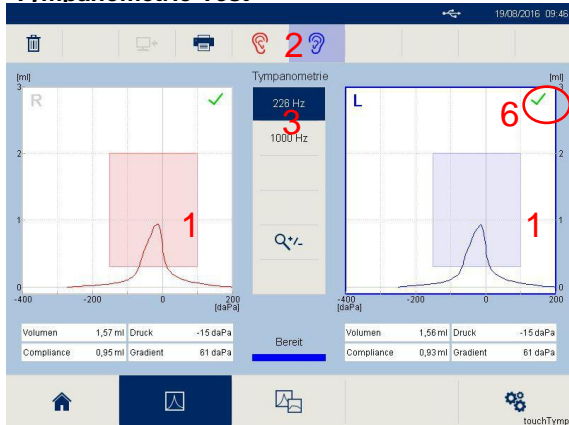 19/08/2016 09:46
2
[ml] Tympanometrie [ml]
3 3
R 226 Hz L 6
3
1000 Hz
2 2
1 1 1 1
+/-
0 0
-400 -200 0 200 -400 -200 0 200
[daPa] [daPa]
Volumen 1,57 ml Druck -15 daPa Volumen 1,56 ml Druck -15 daPa
Bereit
Compliance 0,95 ml Gradient 61 daPa Compliance 0,93 ml Gradient 61 daPa
touchTymp